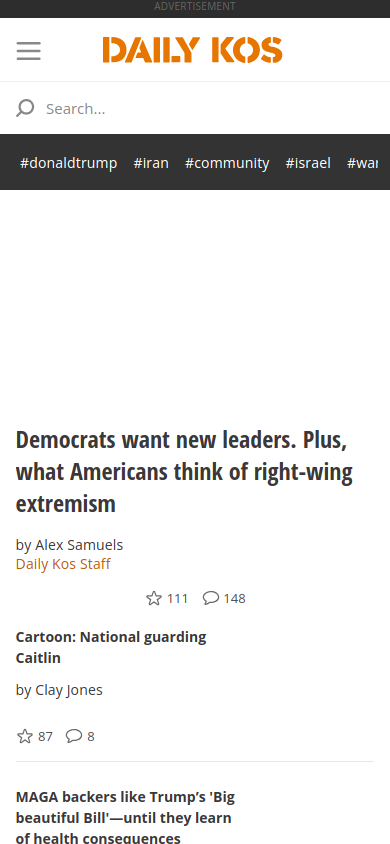 ADVERTISEMENT
DAILY KOS
Search...
#donaldtrump #iran #community #israel #war
Democrats want new leaders. Plus,
what Americans think of right-wing
extremism
by Alex Samuels
Daily Kos Staff
111 148
Cartoon: National guarding
Caitlin
by Clay Jones
87 8
MAGA backers like Trump’s 'Big
beautiful Bill'—until they learn
of health consequences